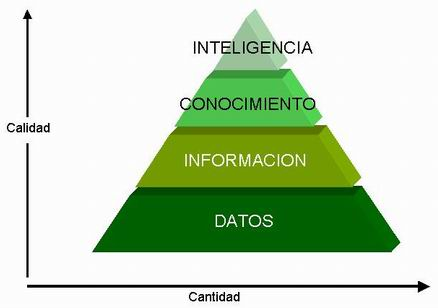 INTELIGENCIA
CONOCIMIENTO
Calidad
INFORMACION
DATOS
Cantidad